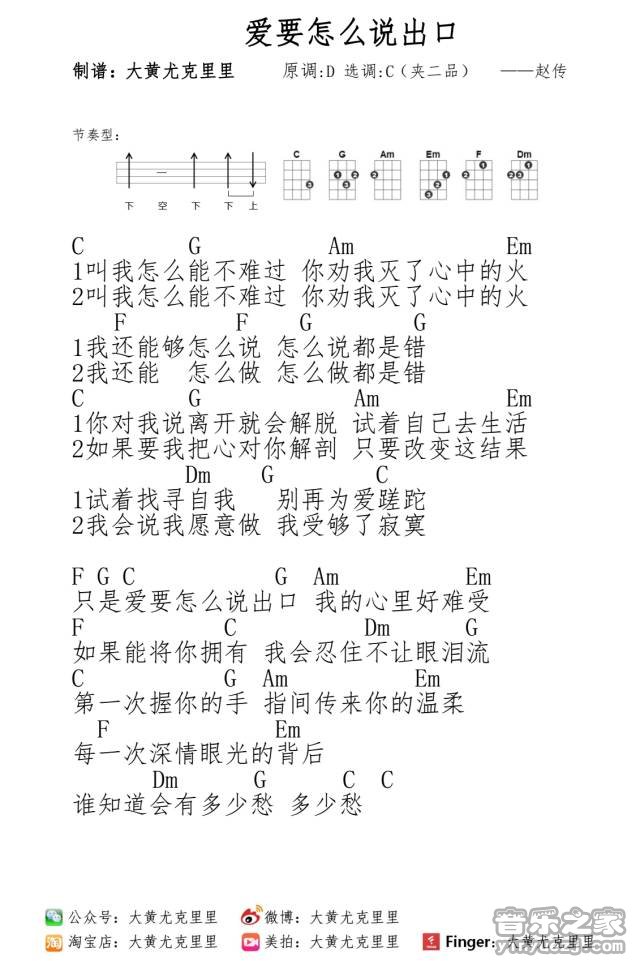 爱要怎么说出口
制谱：大黄尤克里里 原调:D 选调:C（夹二品） ——赵传
节奏型：
C G Am Em F Dm
下 空 下 下 上
C G Am Em
1叫我怎么能不难过 你劝我灭了心中的火
2叫我怎么能不难过 你劝我灭了心中的火
F F G G
1我还能够怎么说 怎么说都是错
2我还能 怎么做 怎么做都是错
C G Am Em
1你对我说离开就会解脱 试着自己去生活
2如果要我把心对你解剖 只要改变这结果
Dm G C
1试着找寻自我 别再为爱蹉跎
2我会说我愿意做 我受够了寂寞
F G C G Am Em
只是爱要怎么说出口 我的心里好难受
F C Dm G
如果能将你拥有 我会忍住不让眼泪流
C G Am Em
第一次握你的手 指间传来你的温柔
F Em
每一次深情眼光的背后
Dm G C C
谁知道会有多少愁 多少愁
公众号：大黄尤克里里 微博：大黄尤克里里
淘宝店：大黄尤克里里 美拍：大黄尤克里里 Finger：大黄尤克里里
音乐之家